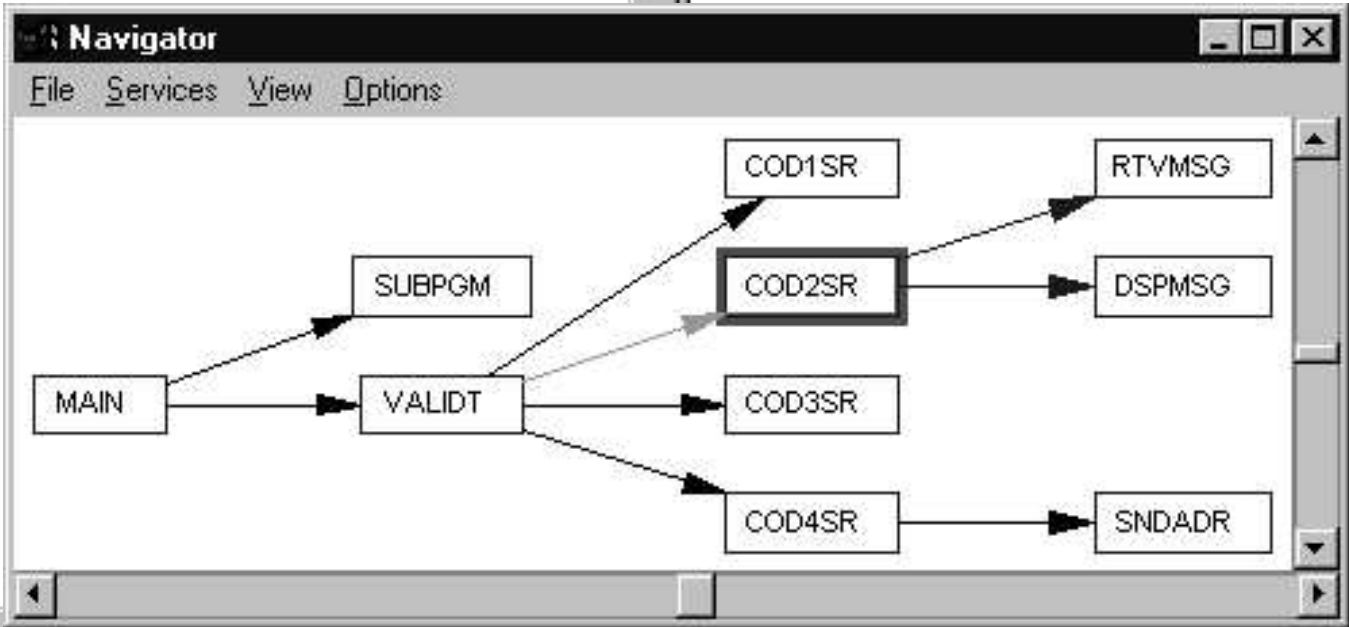 Navigator
File Services View Options
COD1SR RTVMSG
SUBPGM COD2SR DSPMSG
MAIN VALIDT COD3SR
COD4SR SNDADR